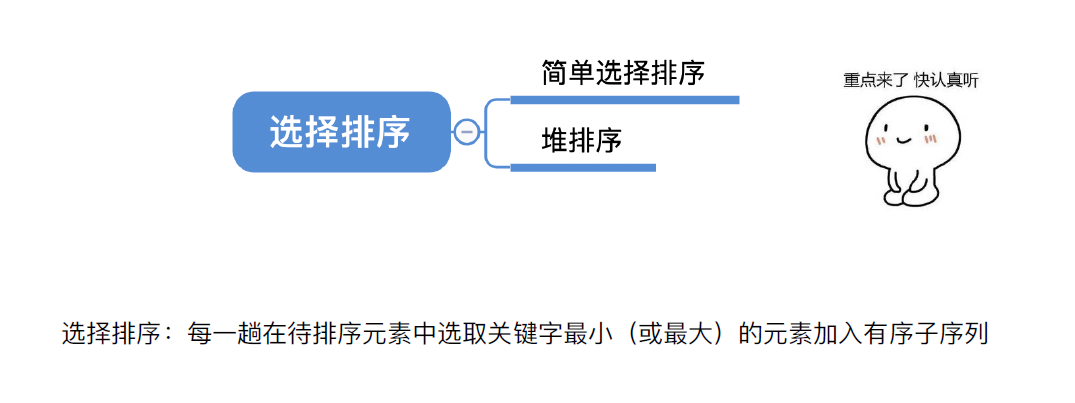 简单选择排序
重点来了 快认真听
选择排序
堆排序
选择排序：每一趟在待排序元素中选取关键字最小（或最大）的元素加入有序子序列